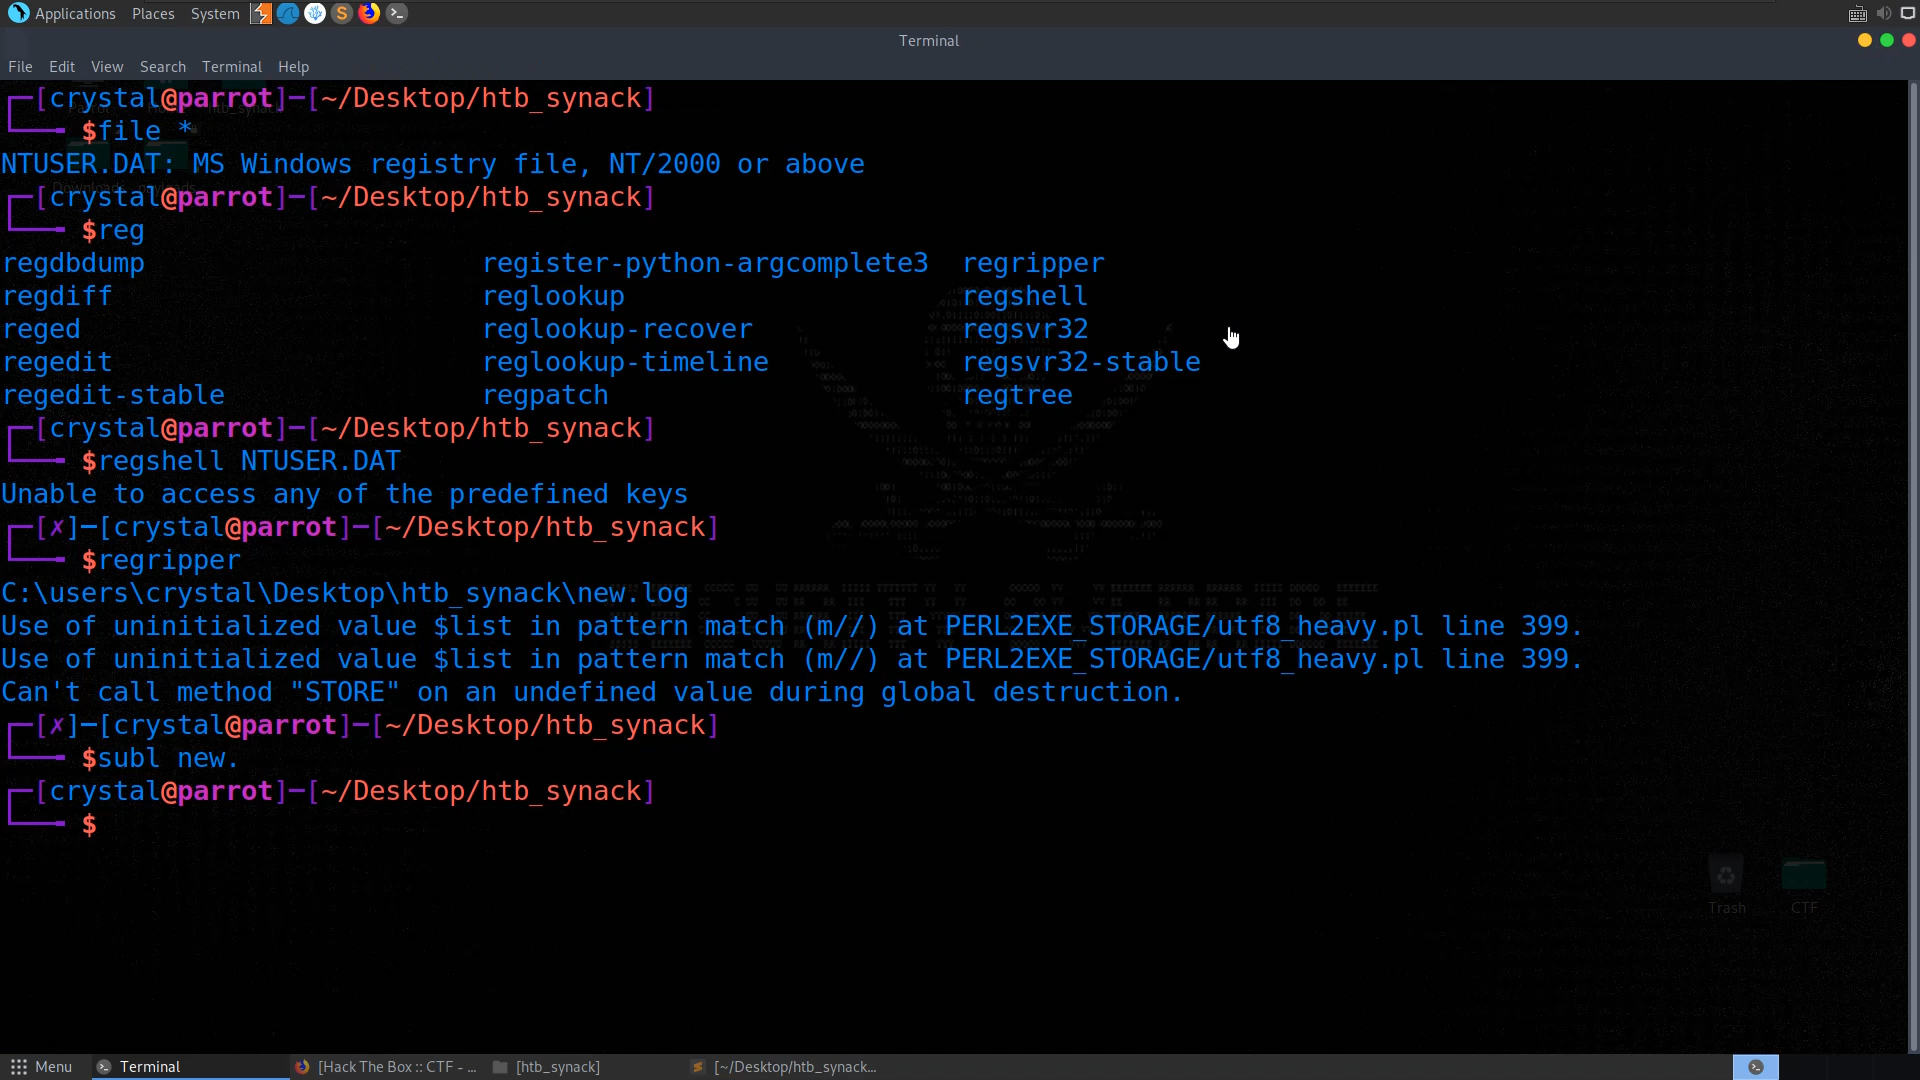 Applications Places System
Terminal
File Edit View Search Terminal Help
┌─[crystal@parrot]─[~/Desktop/htb_synack]
└──╼ $file *
NTUSER.DAT: MS Windows registry file, NT/2000 or above
┌─[crystal@parrot]─[~/Desktop/htb_synack]
└──╼ $reg
regdbdump register-python-argcomplete3 regripper
regdiff reglookup regshell
reged reglookup-recover regsvr32
regedit reglookup-timeline regsvr32-stable
regedit-stable regpatch regtree
┌─[crystal@parrot]─[~/Desktop/htb_synack]
└──╼ $regshell NTUSER.DAT
Unable to access any of the predefined keys
┌─[✗]─[crystal@parrot]─[~/Desktop/htb_synack]
└──╼ $regripper
C:\users\crystal\Desktop\htb_synack\new.log
Use of uninitialized value $list in pattern match (m//) at PERL2EXE_STORAGE/utf8_heavy.pl line 399.
Use of uninitialized value $list in pattern match (m//) at PERL2EXE_STORAGE/utf8_heavy.pl line 399.
Can't call method "STORE" on an undefined value during global destruction.
┌─[✗]─[crystal@parrot]─[~/Desktop/htb_synack]
└──╼ $subl new.
┌─[crystal@parrot]─[~/Desktop/htb_synack]
└──╼ $
Trash CTF
Menu Terminal [Hack The Box :: CTF - ... [htb_synack] [~/Desktop/htb_synack...